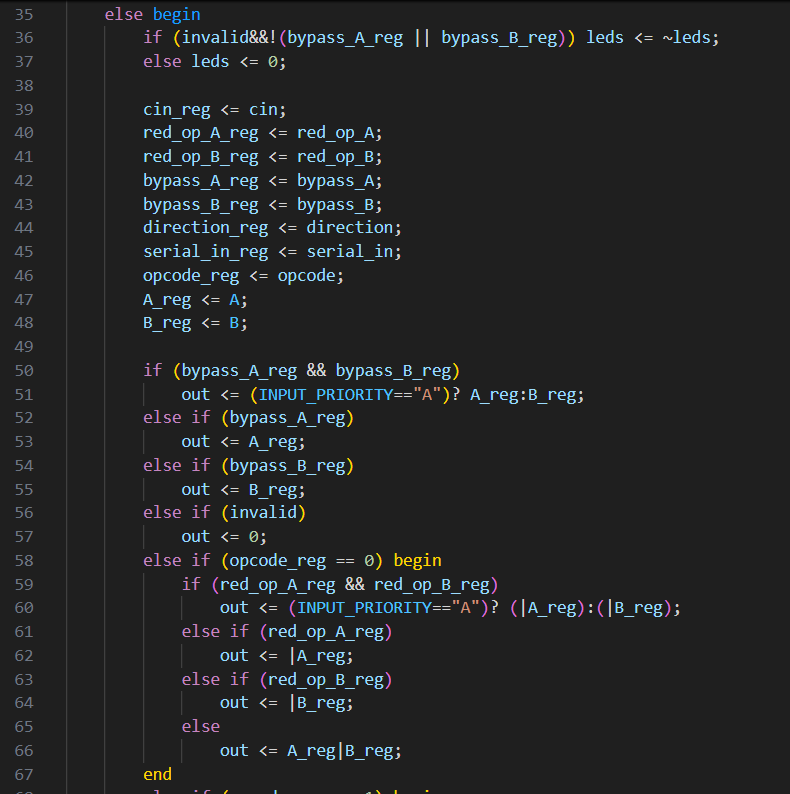 35 else begin
36 if (invalid&&!(bypass_A_reg || bypass_B_reg)) leds <= ~leds;
37 else leds <= 0;
38
39 cin_reg <= cin;
40 red_op_A_reg <= red_op_A;
41 red_op_B_reg <= red_op_B;
42 bypass_A_reg <= bypass_A;
43 bypass_B_reg <= bypass_B;
44 direction_reg <= direction;
45 serial_in_reg <= serial_in;
46 opcode_reg <= opcode;
47 A_reg <= A;
48 B_reg <= B;
49
50 if (bypass_A_reg && bypass_B_reg)
51 out <= (INPUT_PRIORITY=="A")? A_reg:B_reg;
52 else if (bypass_A_reg)
53 out <= A_reg;
54 else if (bypass_B_reg)
55 out <= B_reg;
56 else if (invalid)
57 out <= 0;
58 else if (opcode_reg == 0) begin
59 if (red_op_A_reg && red_op_B_reg)
60 out <= (INPUT_PRIORITY=="A")? (|A_reg):(|B_reg);
61 else if (red_op_A_reg)
62 out <= |A_reg;
63 else if (red_op_B_reg)
64 out <= |B_reg;
65 else
66 out <= A_reg|B_reg;
67 end